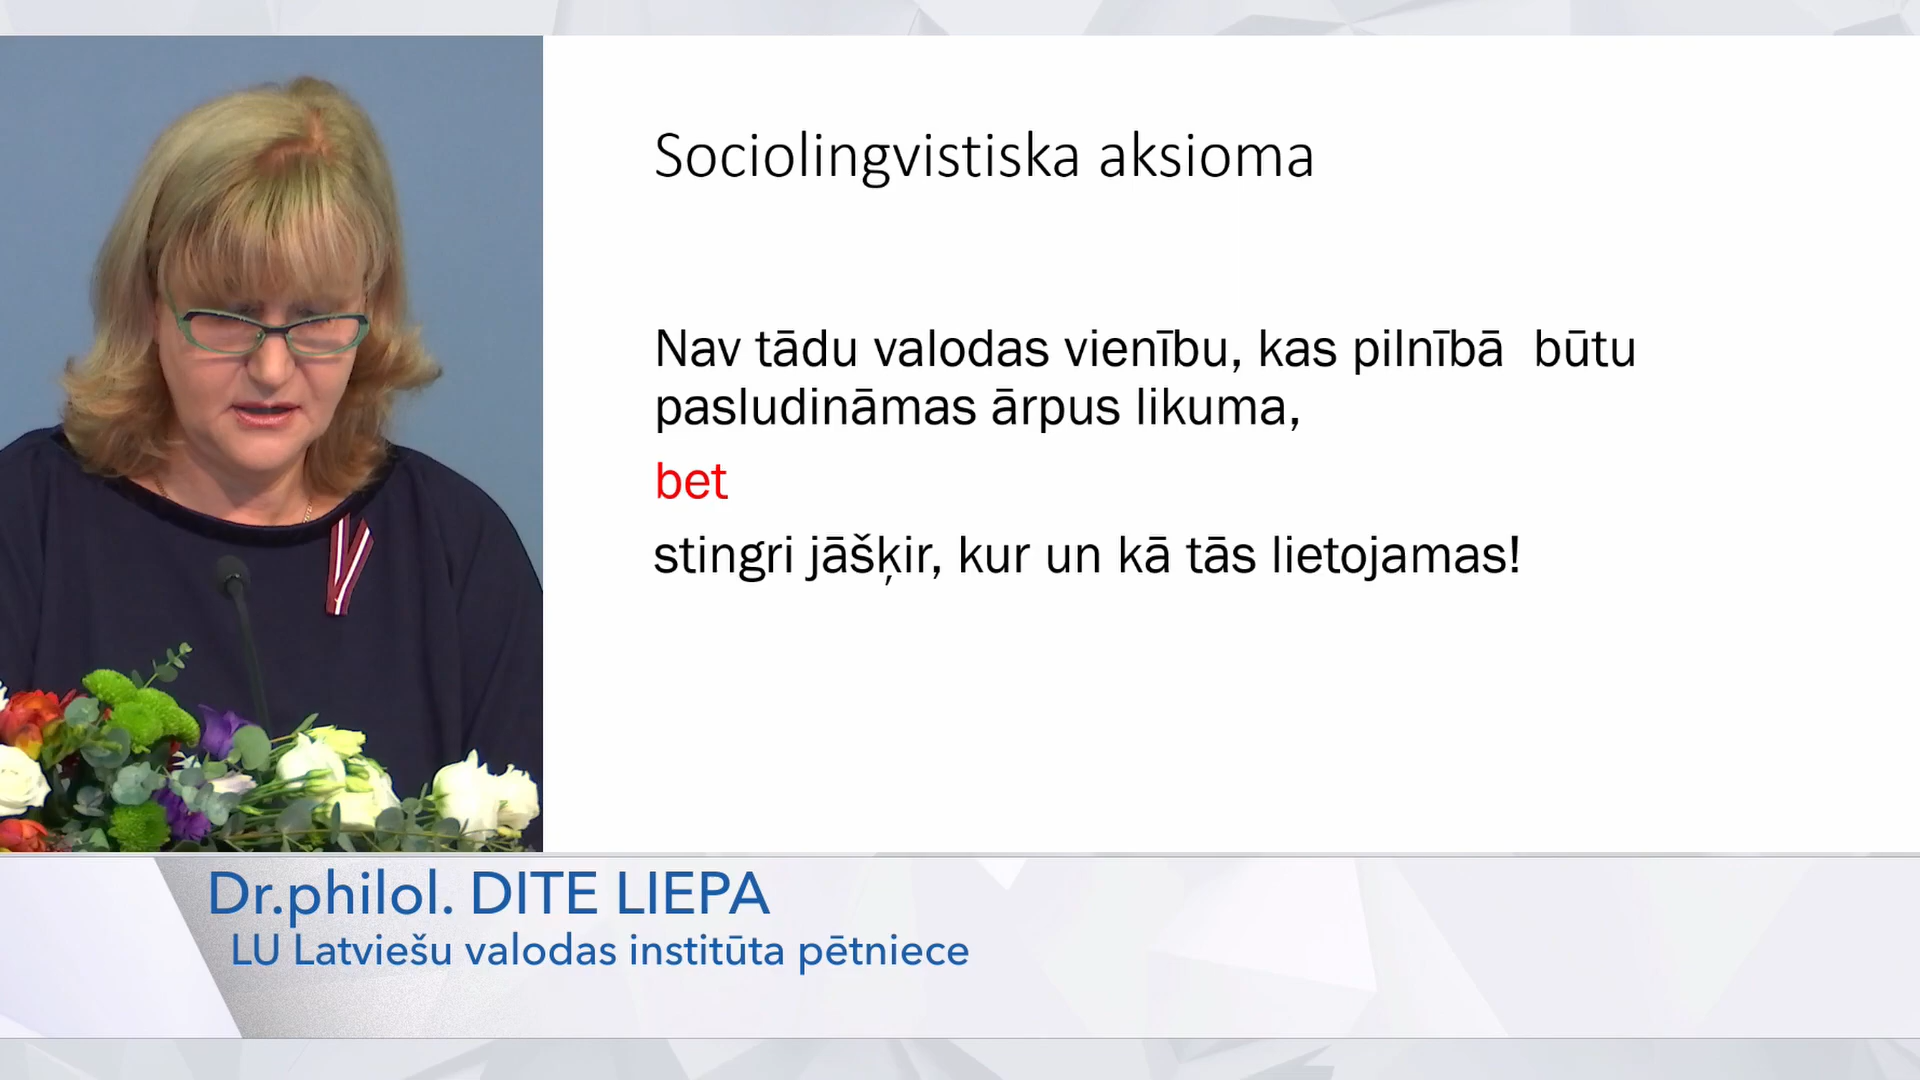 Sociolingvistiska aksioma
Nav tādu valodas vienību, kas pilnībā  būtu
pasludināmas ārpus likuma,
bet
stingri jāšķir, kur un kā tās lietojamas!
Dr.philol. DITE LIEPA
LU Latviešu valodas institūta pētniece